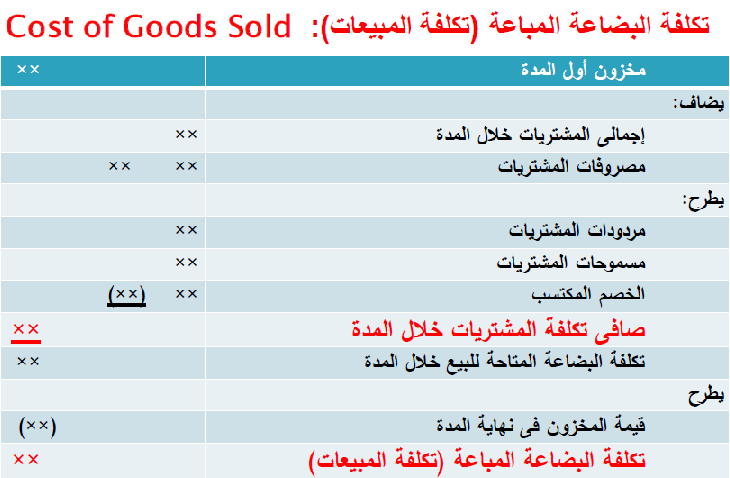 تكلفة البضاعة المباعة (تكلفة المبيعات): Cost of Goods Sold
مخزون أول المدة ××
يضاف:
إجمالى المشتريات خلال المدة ××
مصروفات المشتريات ×× ××
يطرح:
مردودات المشتريات ××
مسموحات المشتريات ××
الخصم المكتسب ×× (××)
صافى تكلفة المشتريات خلال المدة ××
تكلفة البضاعة المتاحة للبيع خلال المدة ××
يطرح
قيمة المخزون فى نهاية المدة (××)
تكلفة البضاعة المباعة (تكلفة المبيعات) ××